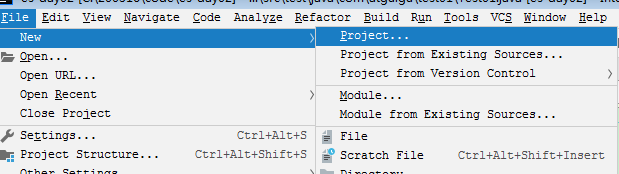 File Edit View Navigate Code Analyze Refactor Build Run Tools VCS Window Help
New
Open...
Open URL...
Open Recent
Close Project
Settings... Ctrl+Alt+S
Project Structure... Ctrl+Alt+Shift+S
Other Settings
Project...
Project from Existing Sources...
Project from Version Control
Module...
Module from Existing Sources...
File
Scratch File Ctrl+Alt+Shift+Insert
Directory